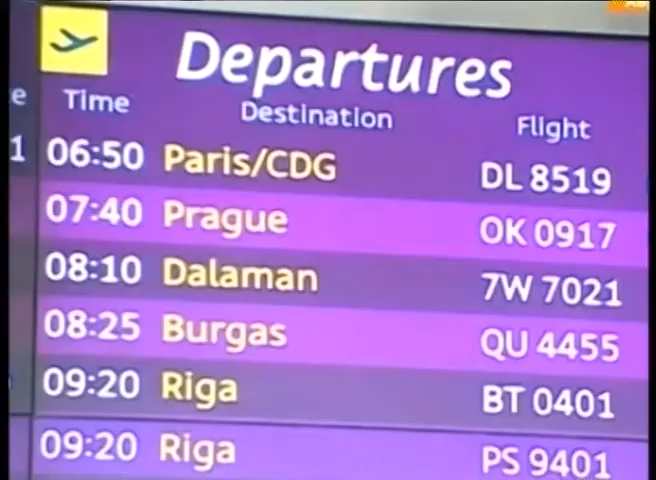 Departures
e Time Destination Flight
1 06:50 Paris/CDG DL 8519
07:40 Prague OK 0917
08:10 Dalaman 7W 7021
08:25 Burgas QU 4455
09:20 Riga BT 0401
09:20 Riga PS 9401